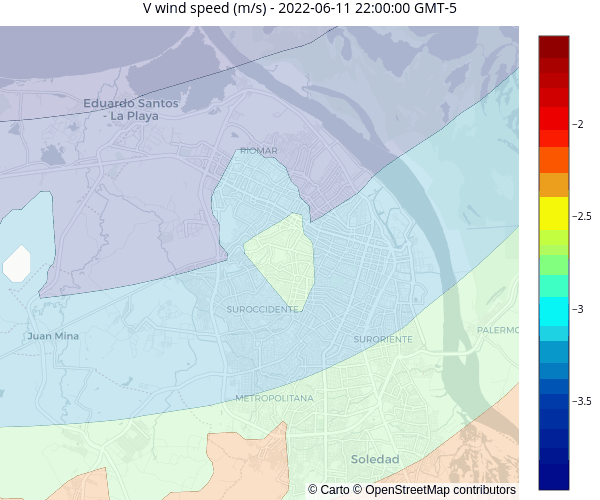 V wind speed (m/s) - 2022-06-11 22:00:00 GMT-5
Eduardo Santos
- La Playa
RIOMAR
−2
−2.5
SUROCCIDENTE
−3
Juan Mina
SURORIENTE
PALERMO
METROPOLITANA
−3.5
Soledad
© Carto © OpenStreetMap contributors